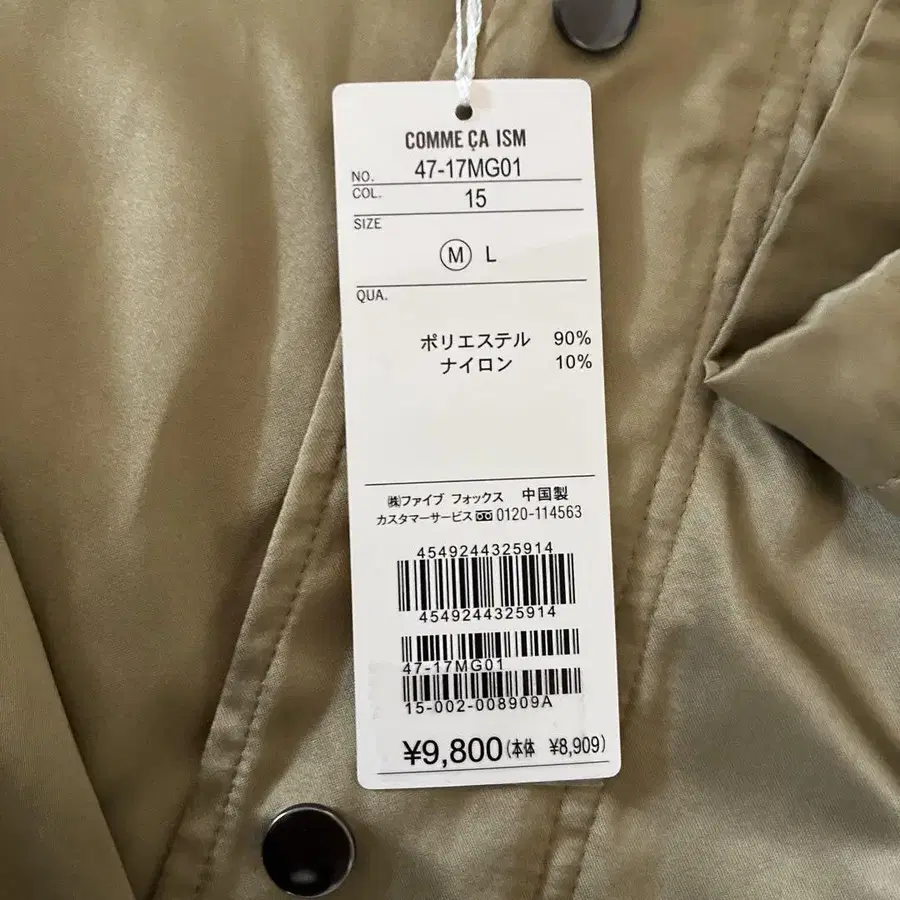 COMME ÇA ISM
NO. 47-17MG01
COL. 15
SIZE
M L
QUA.
ポリエステル 90%
ナイロン 10%
㈱ファイブ フォックス 中国製
カスタマーサービス 0120-114563
4549244325914
4549244325914
47-17MG01
15-002-008909A
¥9,800(本体 ¥8,909)